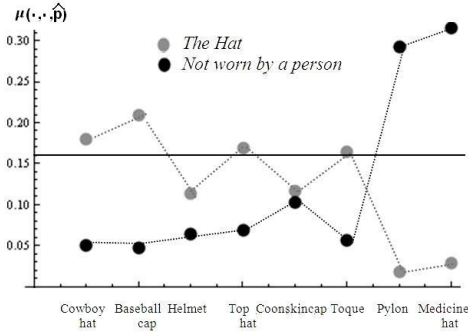 μ(·,·,p̂)
The Hat
Not worn by a person
0.30
0.25
0.20
0.15
0.10
0.05
Cowboy Baseball Helmet Top Coonskincap Toque Pylon Medicine
hat cap hat hat